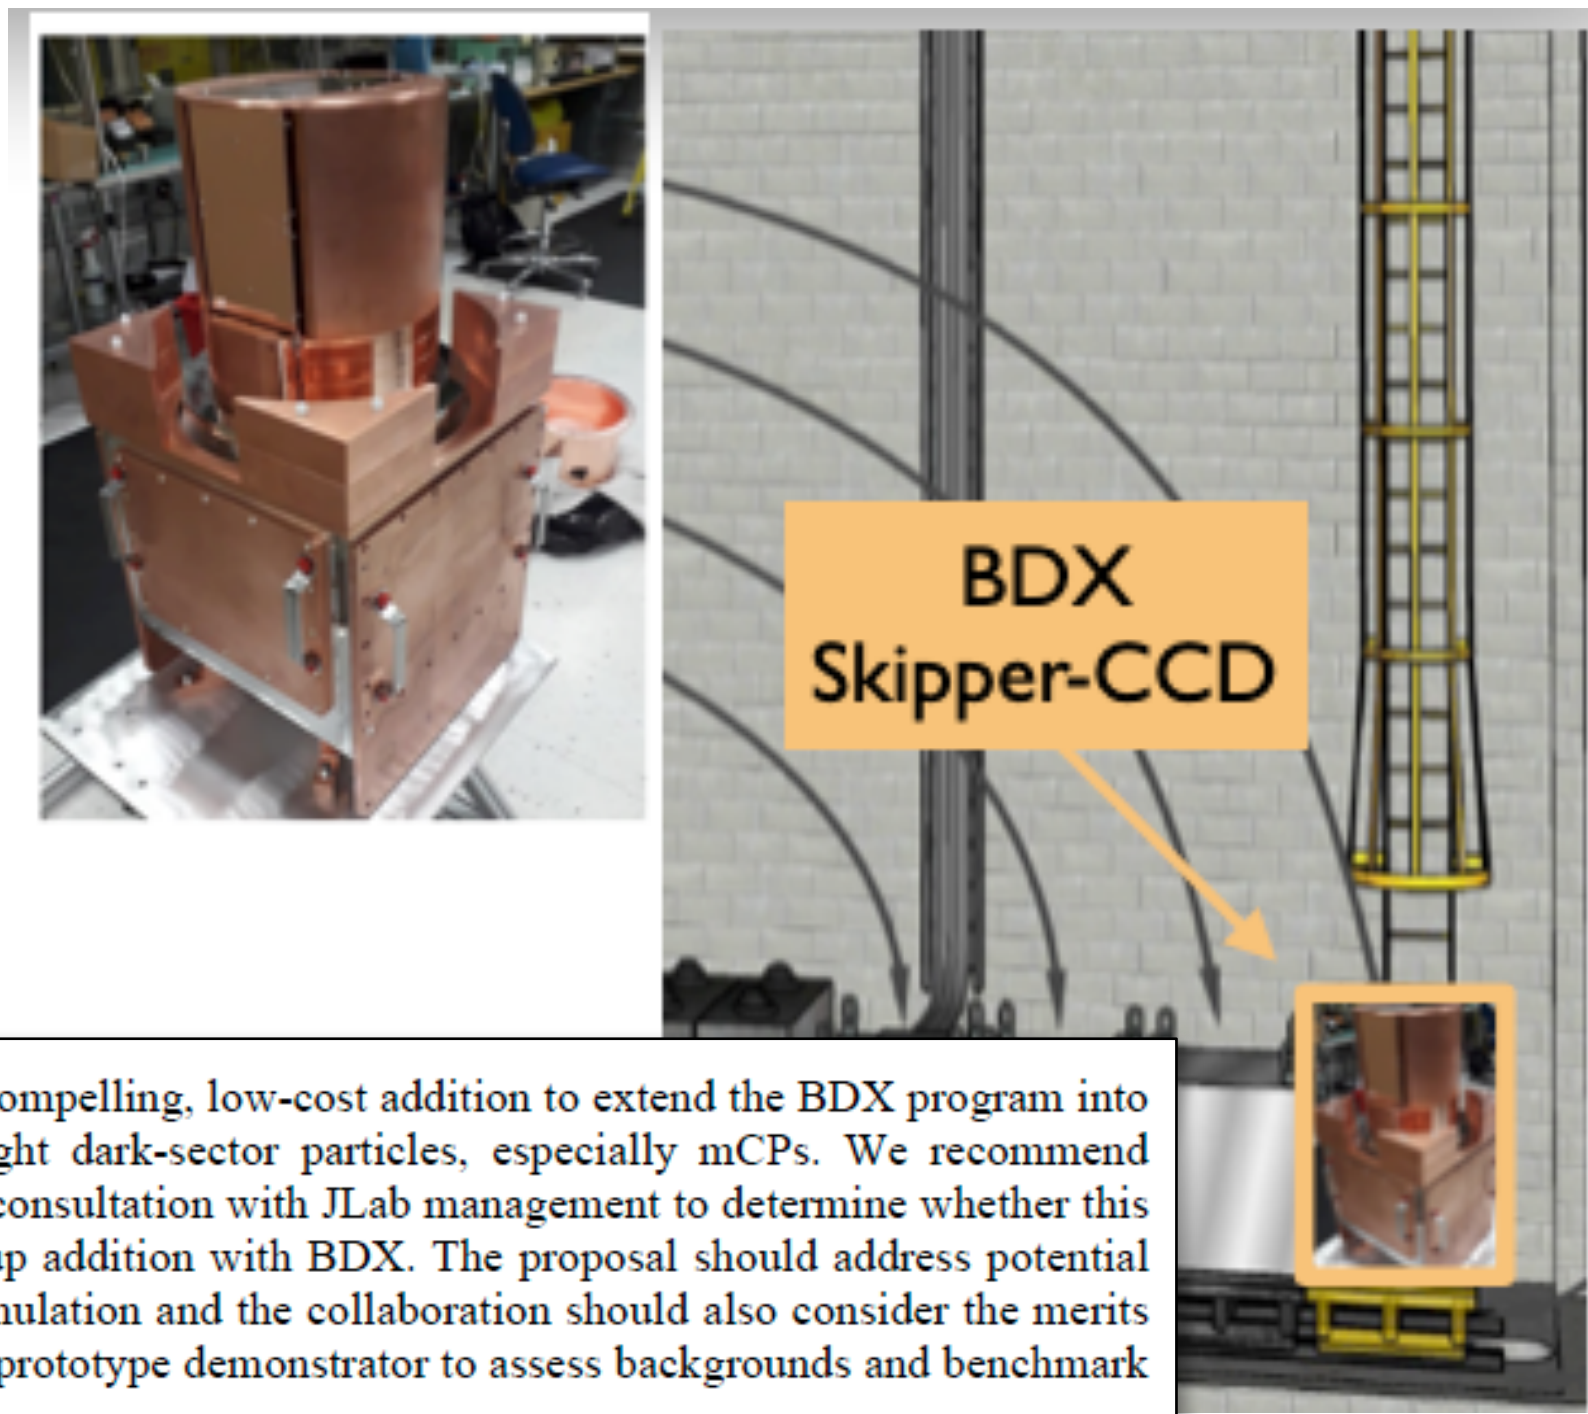 BDX
Skipper-CCD
ompelling, low-cost addition to extend the BDX program into
ght dark-sector particles, especially mCPs. We recommend
consultation with JLab management to determine whether this
up addition with BDX. The proposal should address potential
mulation and the collaboration should also consider the merits
prototype demonstrator to assess backgrounds and benchmark